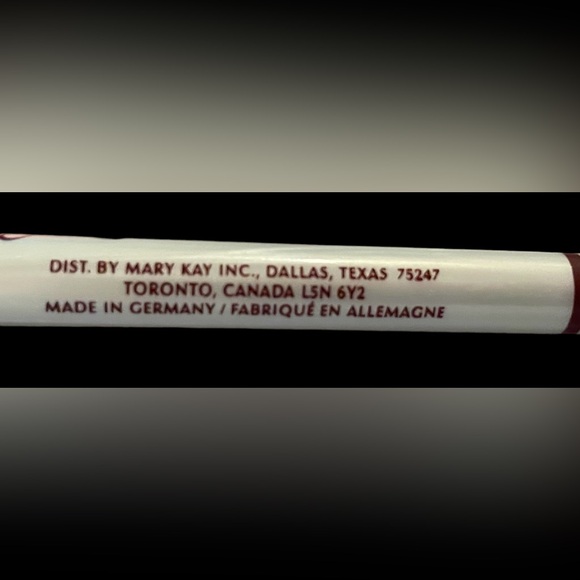 DIST. BY MARY KAY INC., DALLAS, TEXAS 75247
TORONTO, CANADA L5N 6Y2
MADE IN GERMANY / FABRIQUÉ EN ALLEMAGNE